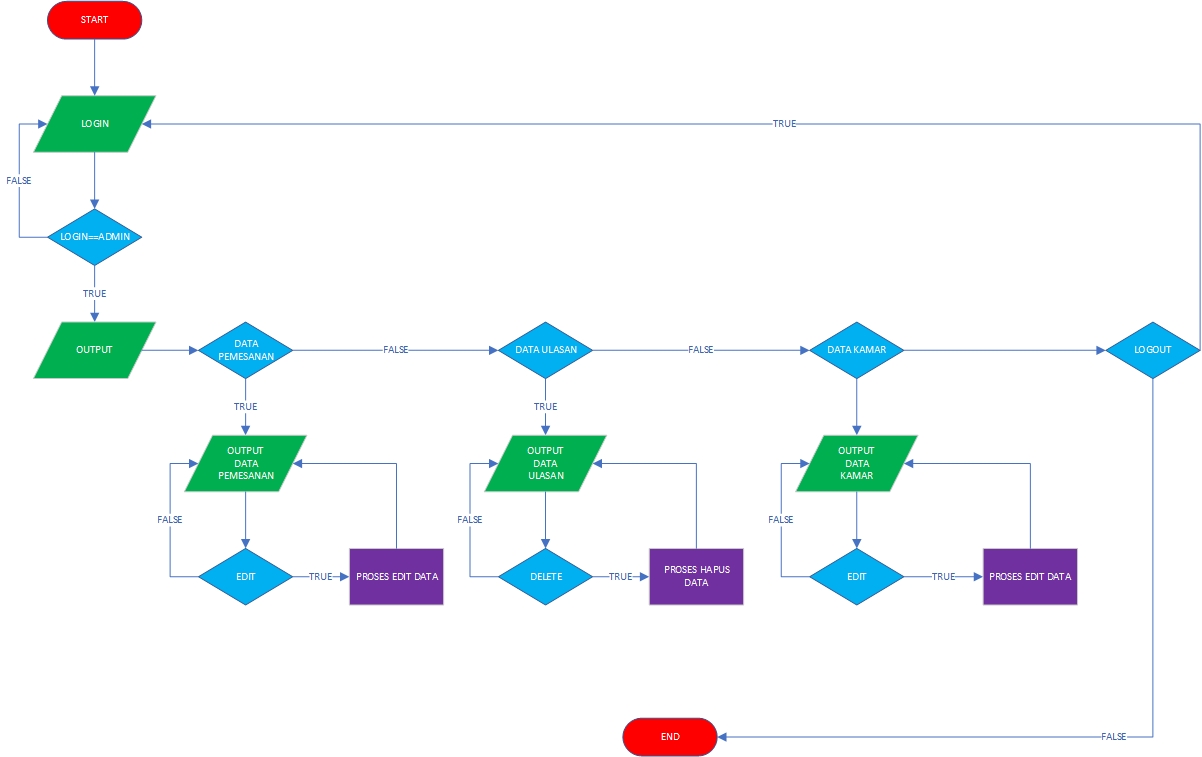 START
LOGIN
TRUE
FALSE
LOGIN==ADMIN
TRUE
OUTPUT
DATA
PEMESANAN
FALSE
DATA ULASAN
FALSE
DATA KAMAR
LOGOUT
TRUE
TRUE
OUTPUT
DATA
PEMESANAN
OUTPUT
DATA
ULASAN
OUTPUT
DATA
KAMAR
FALSE
FALSE
FALSE
EDIT
TRUE
PROSES EDIT DATA
DELETE
TRUE
PROSES HAPUS
DATA
EDIT
TRUE
PROSES EDIT DATA
END
FALSE